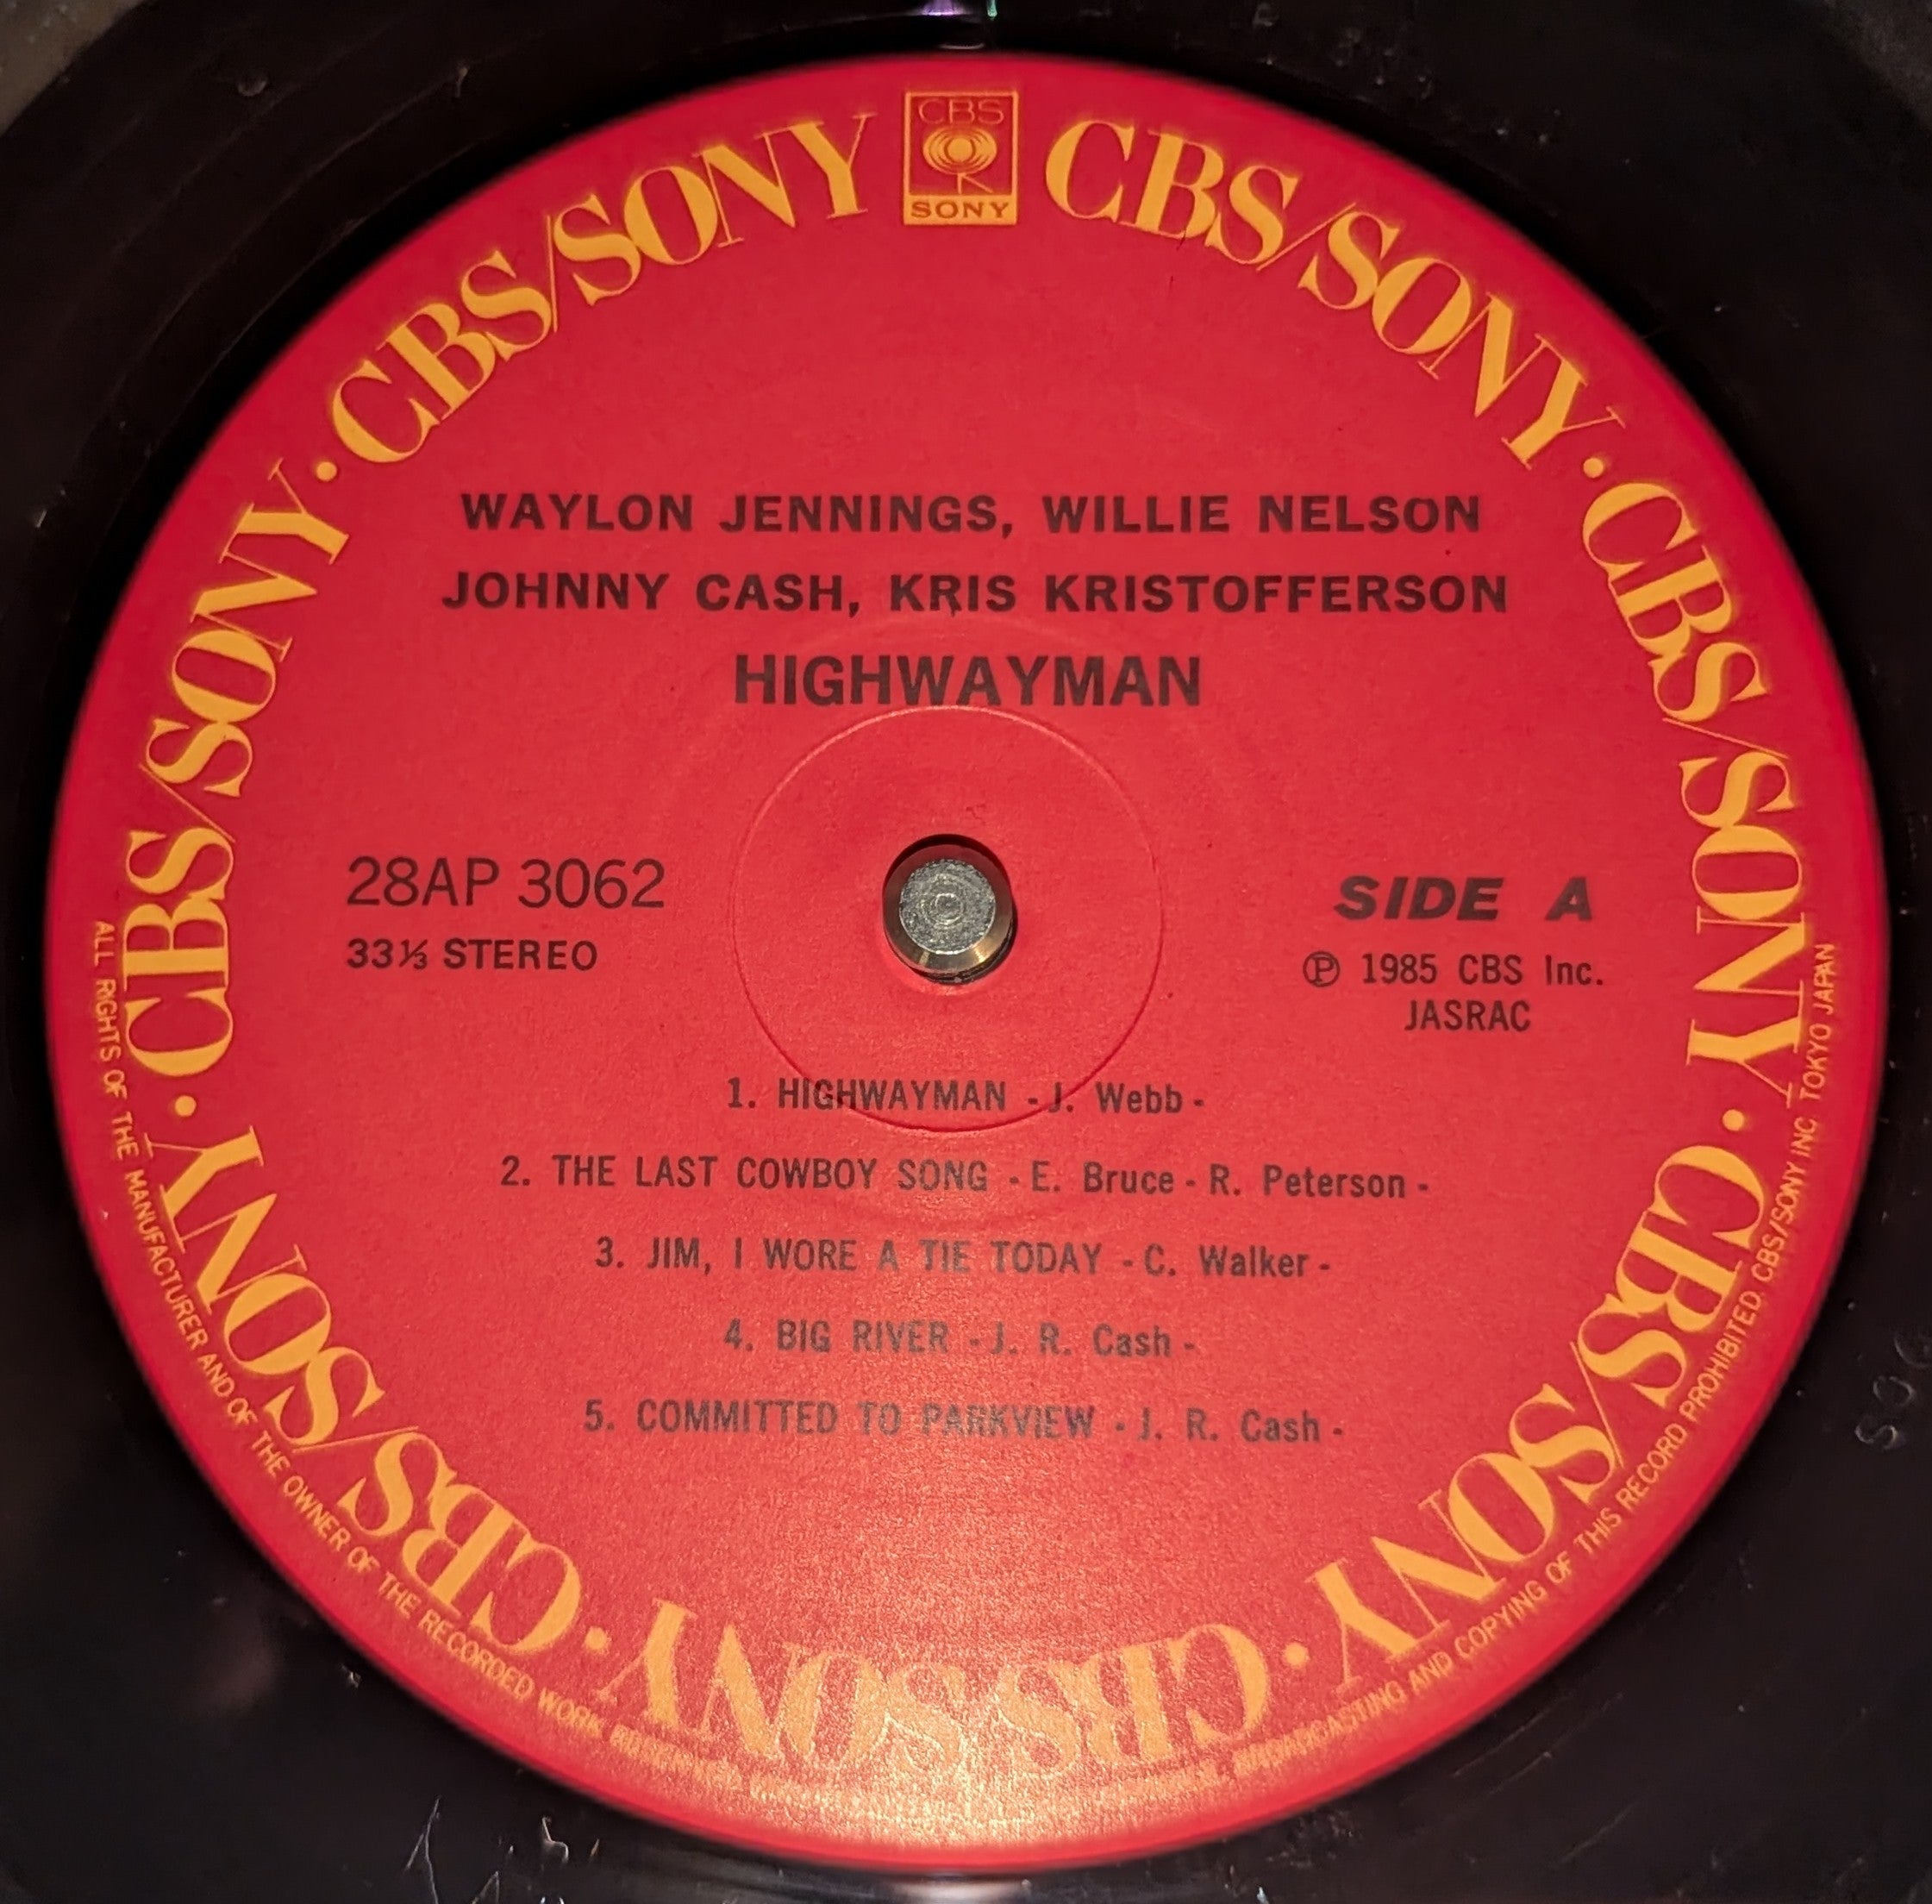 CBS
SONY
CBS/SONY · CBS/SONY · CBS/SONY · CBS/SONY · CBS/SONY · CBS/SONY · CBS/SONY · CBS/SONY
WAYLON JENNINGS, WILLIE NELSON
JOHNNY CASH, KRIS KRISTOFFERSON
HIGHWAYMAN
28AP 3062
33⅓ STEREO
SIDE A
Ⓟ 1985 CBS Inc.
JASRAC
1. HIGHWAYMAN - J. Webb -
2. THE LAST COWBOY SONG - E. Bruce - R. Peterson -
3. JIM, I WORE A TIE TODAY - C. Walker -
4. BIG RIVER - J. R. Cash -
5. COMMITTED TO PARKVIEW - J. R. Cash -
ALL RIGHTS OF THE MANUFACTURER AND OF THE OWNER OF THE RECORDED WORK BROADCASTING AND COPYING OF THIS RECORD PROHIBITED. CBS/SONY INC. TOKYO JAPAN